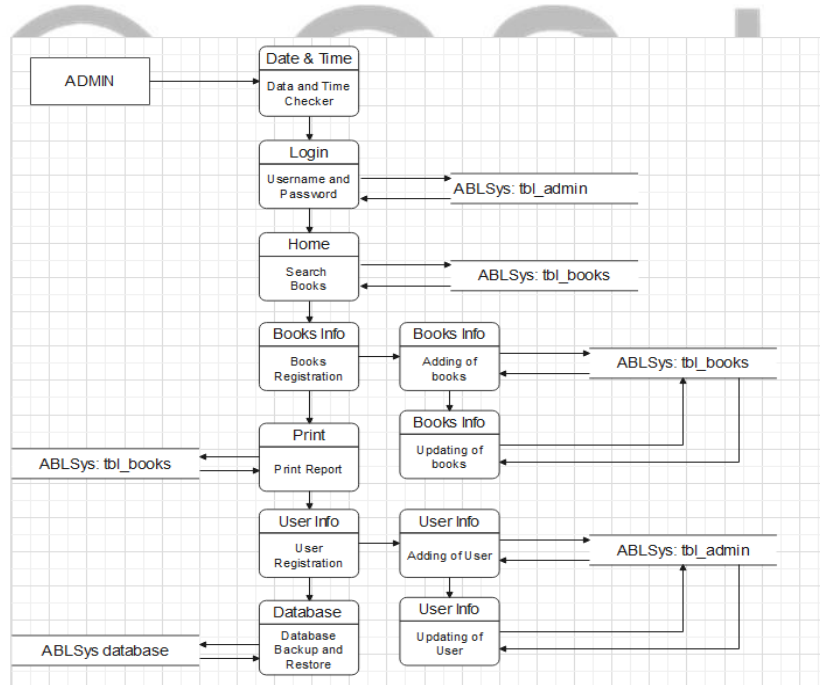 Date & Time
ADMIN
Data and Time
Checker
Login
Username and
Password
ABLSys: tbl_admin
Home
Search
Books
ABLSys: tbl_books
Books Info
Books
Registration
Books Info
Adding of
books
ABLSys: tbl_books
Books Info
Updating of
books
Print
Print Report
ABLSys: tbl_books
User Info
User
Registration
User Info
Adding of User
ABLSys: tbl_admin
User Info
Updating of
User
Database
Database
Backup and
Restore
ABLSys database